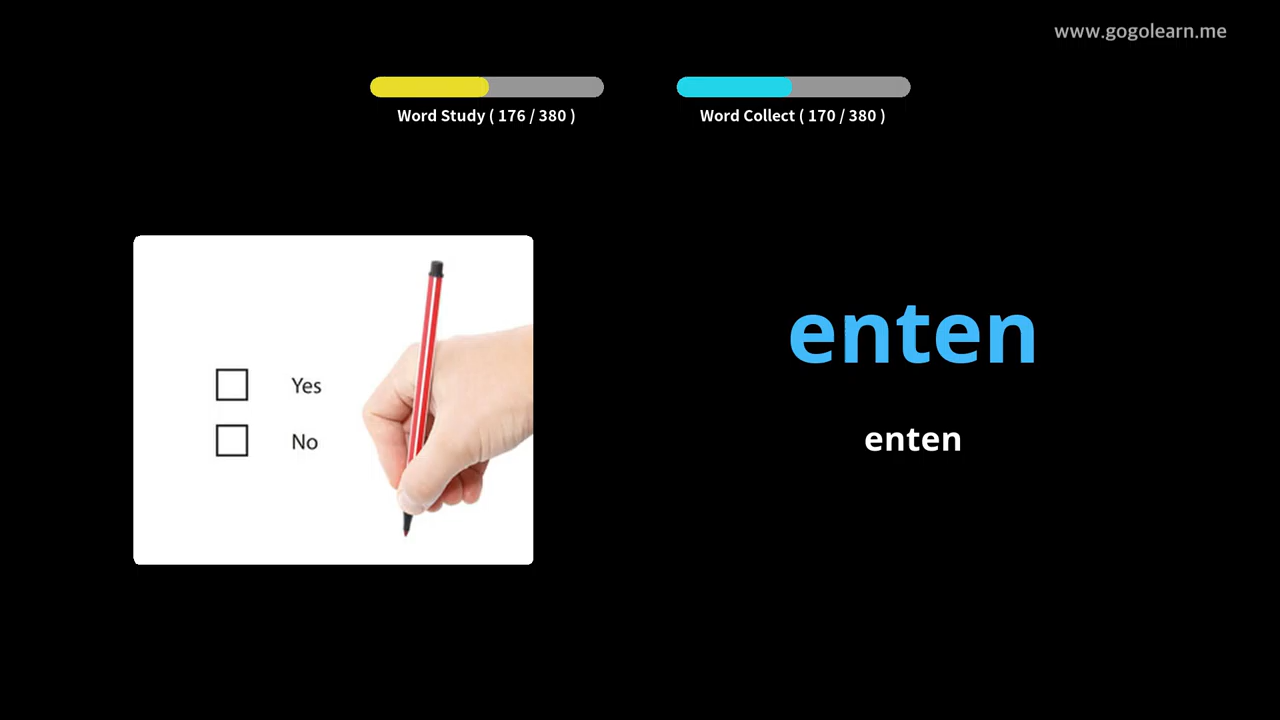 www.gogolearn.me
Word Study ( 176 / 380 )
Word Collect ( 170 / 380 )
Yes
No
enten
enten